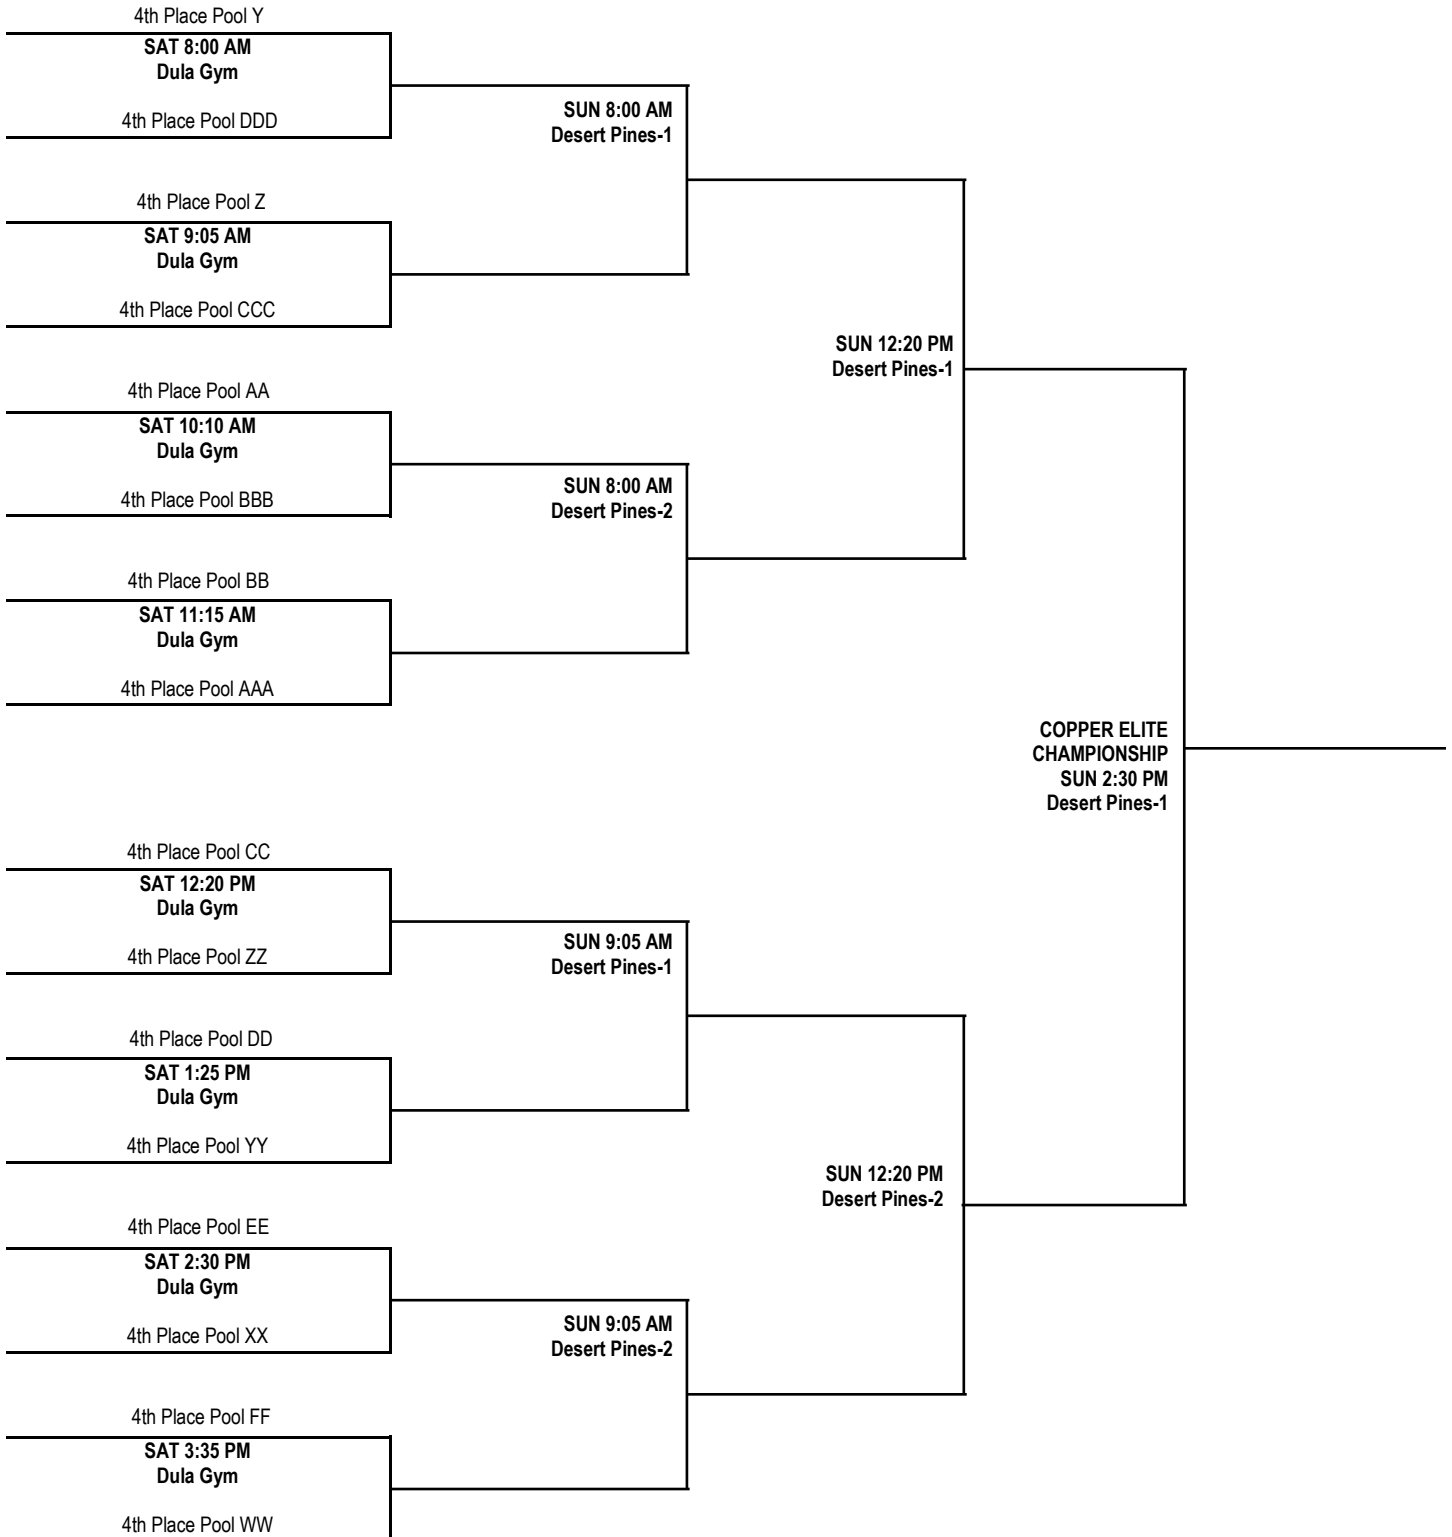 4th Place Pool Y
SAT 8:00 AM
Dula Gym
4th Place Pool DDD
SUN 8:00 AM
Desert Pines-1
4th Place Pool Z
SAT 9:05 AM
Dula Gym
4th Place Pool CCC
SUN 12:20 PM
Desert Pines-1
4th Place Pool AA
SAT 10:10 AM
Dula Gym
4th Place Pool BBB
SUN 8:00 AM
Desert Pines-2
4th Place Pool BB
SAT 11:15 AM
Dula Gym
4th Place Pool AAA
COPPER ELITE
CHAMPIONSHIP
SUN 2:30 PM
Desert Pines-1
4th Place Pool CC
SAT 12:20 PM
Dula Gym
4th Place Pool ZZ
SUN 9:05 AM
Desert Pines-1
4th Place Pool DD
SAT 1:25 PM
Dula Gym
4th Place Pool YY
SUN 12:20 PM
Desert Pines-2
4th Place Pool EE
SAT 2:30 PM
Dula Gym
4th Place Pool XX
SUN 9:05 AM
Desert Pines-2
4th Place Pool FF
SAT 3:35 PM
Dula Gym
4th Place Pool WW